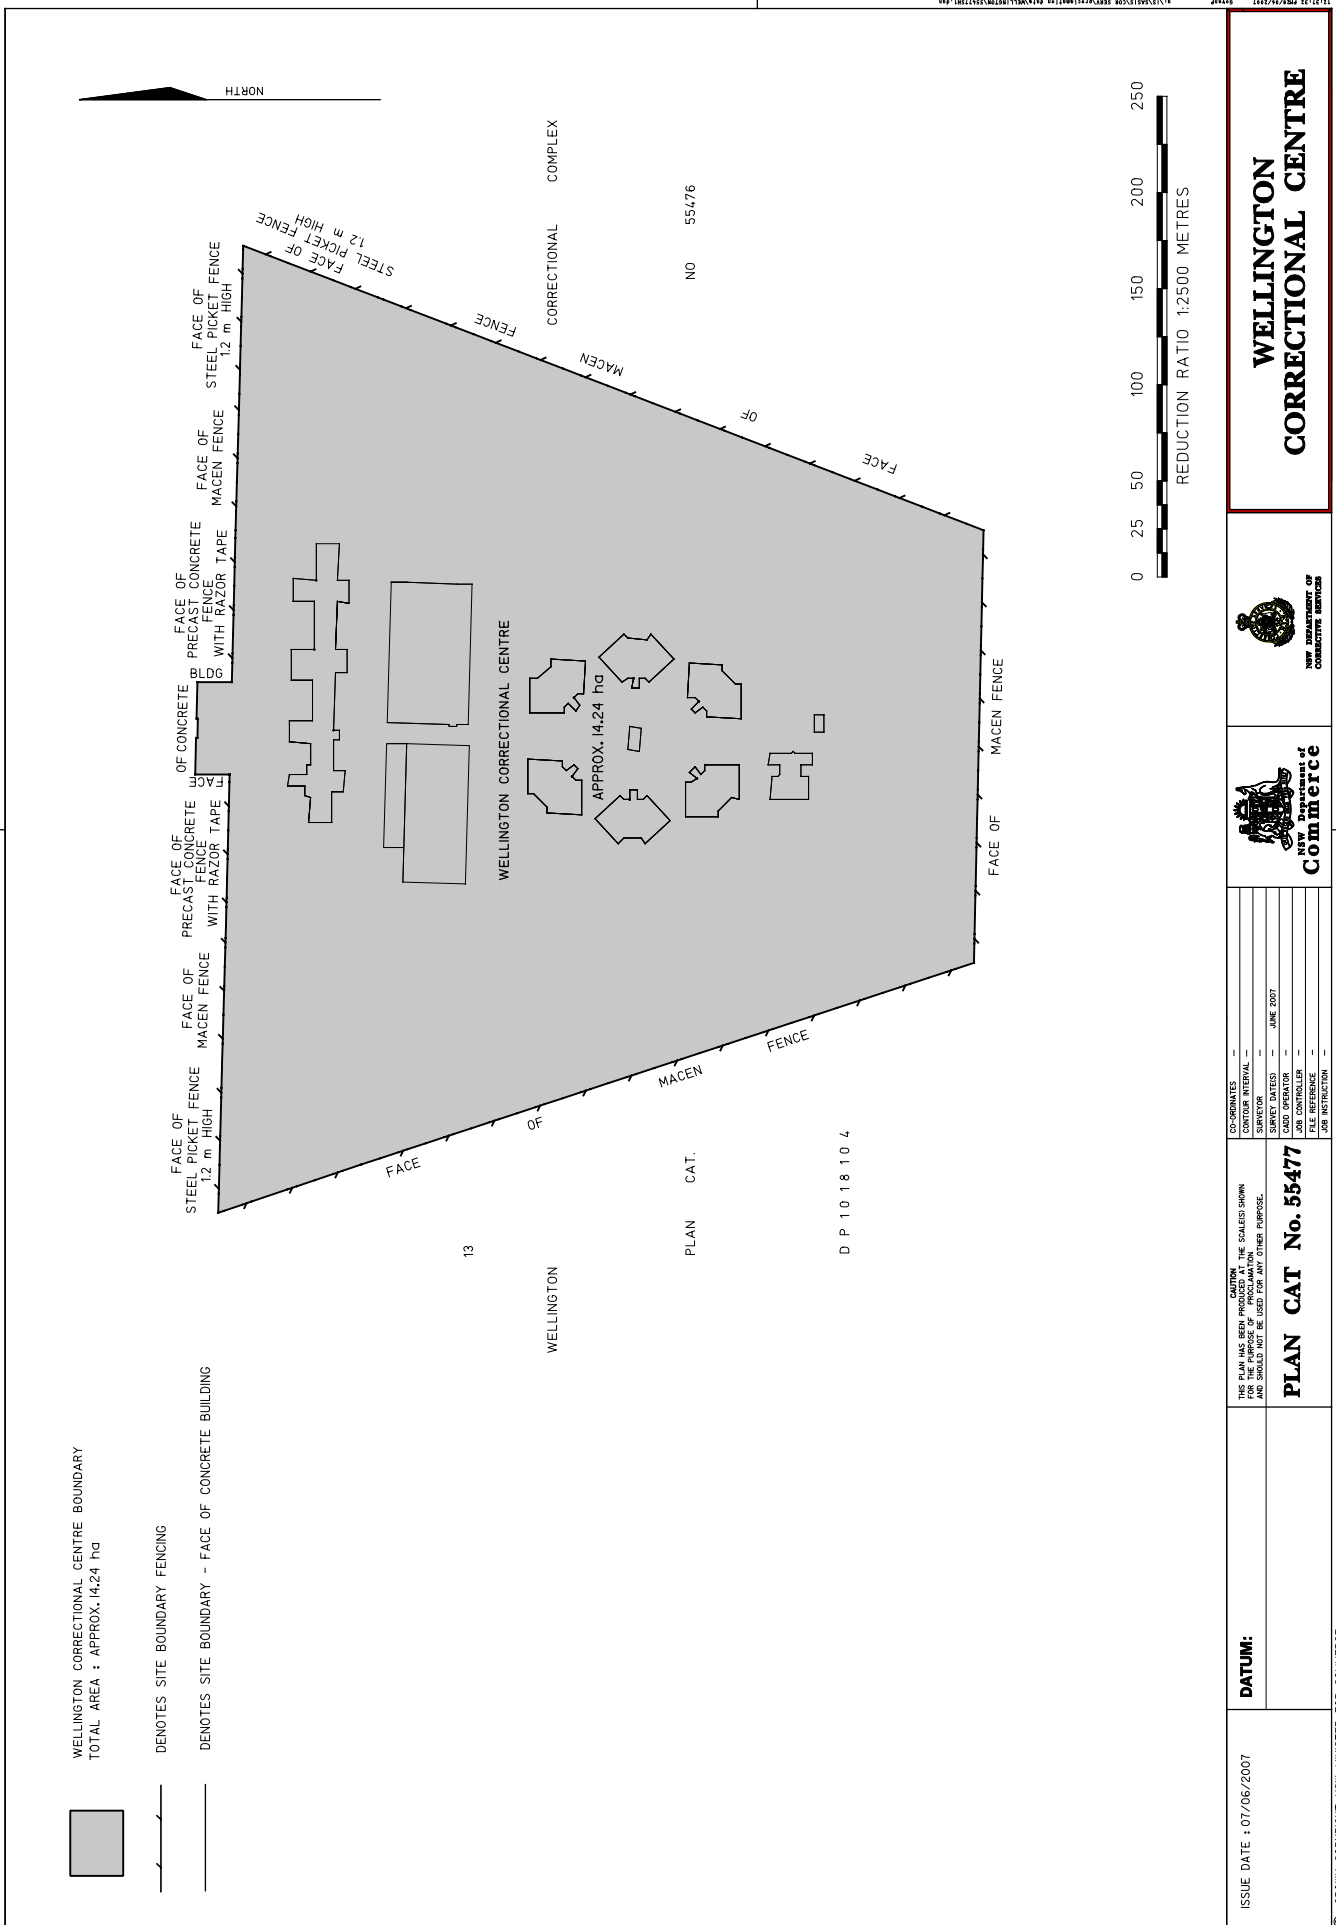 WELLINGTON CORRECTIONAL CENTRE BOUNDARY
TOTAL AREA : APPROX. 14.24 ha
DENOTES SITE BOUNDARY FENCING
DENOTES SITE BOUNDARY - FACE OF CONCRETE BUILDING
NORTH
FACE OF
STEEL PICKET FENCE
1.2 m HIGH
FACE OF
MACEN FENCE
FACE OF
PRECAST CONCRETE
FENCE
WITH RAZOR TAPE
FACE
OF CONCRETE
BLDG
FACE OF
PRECAST CONCRETE
FENCE
WITH RAZOR TAPE
FACE OF
MACEN FENCE
FACE OF
STEEL PICKET FENCE
1.2 m HIGH
FACE OF
STEEL PICKET FENCE
1.2 m HIGH
FACE OF MACEN FENCE
FACE OF MACEN FENCE
FACE OF MACEN FENCE
WELLINGTON CORRECTIONAL CENTRE
APPROX. 14.24 ha
13
WELLINGTON CORRECTIONAL COMPLEX
PLAN CAT. NO 55476
D P 1 0 1 8 1 0 4
0 25 50 100 150 200 250
REDUCTION RATIO 1:2500 METRES
ISSUE DATE : 07/06/2007
DATUM:
CAUTION
THIS PLAN HAS BEEN PRODUCED AT THE SCALE(S) SHOWN
FOR THE PURPOSE OF PROCLAMATION
AND SHOULD NOT BE USED FOR ANY OTHER PURPOSE.
PLAN CAT No. 55477
CO-ORDINATES –
CONTOUR INTERVAL –
SURVEYOR –
SURVEY DATE(S) – JUNE 2007
CADD OPERATOR –
JOB CONTROLLER –
FILE REFERENCE –
JOB INSTRUCTION –
NSW Department of
Commerce
NSW DEPARTMENT OF
CORRECTIVE SERVICES
WELLINGTON
CORRECTIONAL CENTRE